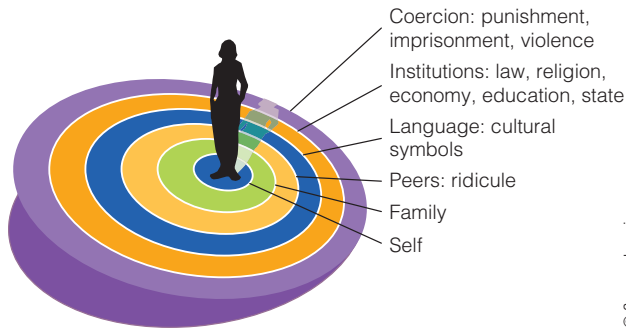 Coercion: punishment,
imprisonment, violence
Institutions: law, religion,
economy, education, state
Language: cultural
symbols
Peers: ridicule
Family
Self